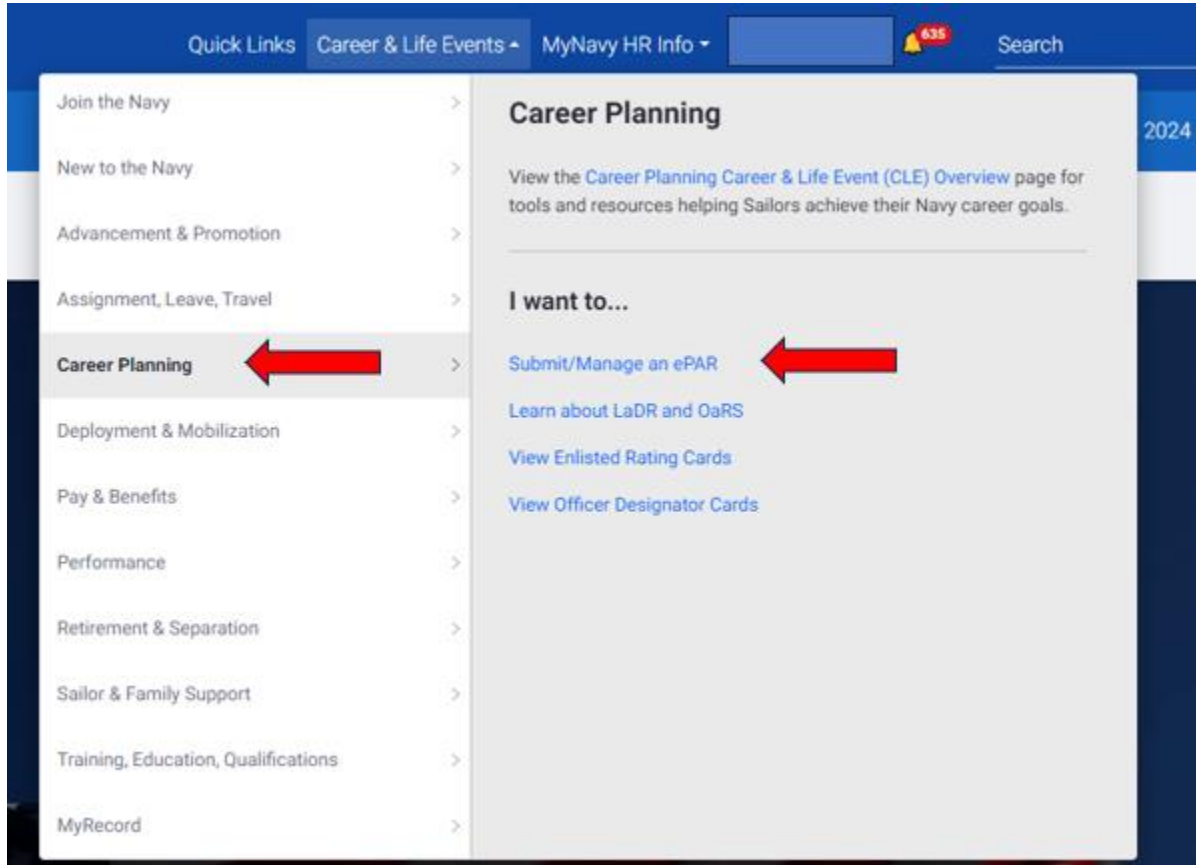 Quick Links Career & Life Events MyNavy HR Info 635 Search
2024
Join the Navy
New to the Navy
Advancement & Promotion
Assignment, Leave, Travel
Career Planning
Deployment & Mobilization
Pay & Benefits
Performance
Retirement & Separation
Sailor & Family Support
Training, Education, Qualifications
MyRecord
Career Planning
View the Career Planning Career & Life Event (CLE) Overview page for
tools and resources helping Sailors achieve their Navy career goals.
I want to...
Submit/Manage an ePAR
Learn about LaDR and OaRS
View Enlisted Rating Cards
View Officer Designator Cards